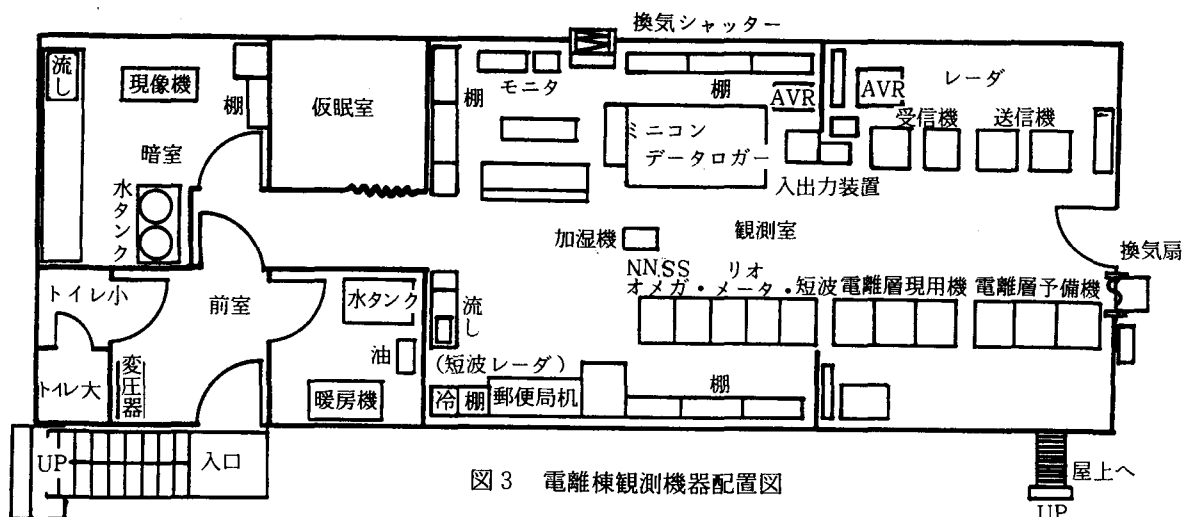 換気シャッター
流し
現像機
棚
仮眠室
棚
モニタ
棚
AVR
AVR
レーダ
受信機
送信機
ミニコン
データロガー
暗室
水タンク
入出力装置
加湿機
観測室
換気扇
NNSS リオ
オメガ・メータ・短波
電離層現用機
電離層予備機
トイレ小
前室
水タンク
流し
油
(短波レーダ)
トイレ大
変圧器
暖房機
冷
棚
郵便局机
棚
UP
入口
屋上へ
UP
図3 電離棟観測機器配置図